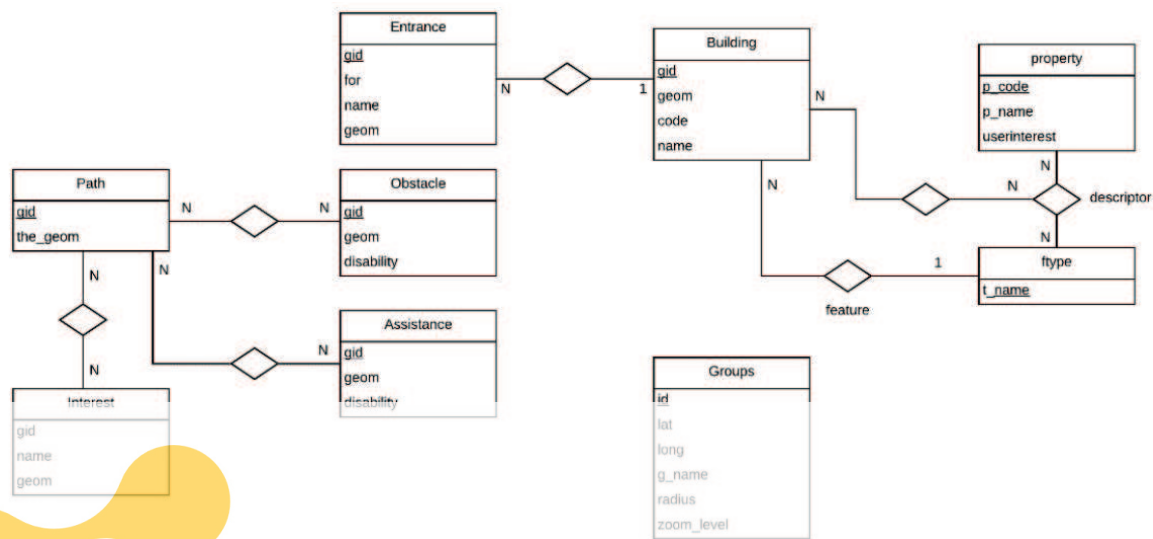 Entrance
gid
for
name
geom
N
1
Building
gid
geom
code
name
N
N
property
p_code
p_name
userinterest
N
N
descriptor
N
ftype
t_name
1
feature
Path
gid
the_geom
N
N
Obstacle
gid
geom
disability
N
N
Assistance
gid
geom
disability
N
N
Interest
gid
name
geom
Groups
id
lat
long
g_name
radius
zoom_level